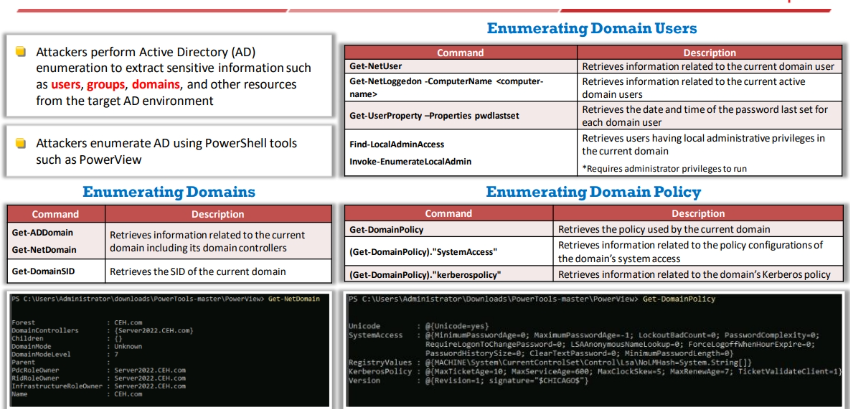 Attackers perform Active Directory (AD)
enumeration to extract sensitive information such
as users, groups, domains, and other resources
from the target AD environment
Attackers enumerate AD using PowerShell tools
such as PowerView
Enumerating Domain Users
Command Description
Get-NetUser Retrieves information related to the current domain user
Get-NetLoggedon -ComputerName <computer-
name>
Retrieves information related to the current active
domain users
Get-UserProperty –Properties pwdlastset
Retrieves the date and time of the password last set for
each domain user
Find-LocalAdminAccess
Invoke-EnumerateLocalAdmin
Retrieves users having local administrative privileges in
the current domain
*Requires administrator privileges to run
Enumerating Domains
Command Description
Get-ADDomain
Get-NetDomain
Retrieves information related to the current
domain including its domain controllers
Get-DomainSID Retrieves the SID of the current domain
Enumerating Domain Policy
Command Description
Get-DomainPolicy Retrieves the policy used by the current domain
(Get-DomainPolicy)."SystemAccess"
Retrieves information related to the policy configurations of
the domain's system access
(Get-DomainPolicy)."kerberospolicy" Retrieves information related to the domain's Kerberos policy
PS C:\Users\Administrator\downloads\PowerTools-master\PowerView> Get-NetDomain
Forest : CEH.com
DomainControllers : {Server2022.CEH.com}
Children : {}
DomainMode : Unknown
DomainModeLevel : 7
Parent :
PdcRoleOwner : Server2022.CEH.com
RidRoleOwner : Server2022.CEH.com
InfrastructureRoleOwner : Server2022.CEH.com
Name : CEH.com
PS C:\Users\Administrator\Downloads\PowerTools-master\PowerView> Get-DomainPolicy
Unicode : @{Unicode=yes}
SystemAccess : @{MinimumPasswordAge=0; MaximumPasswordAge=-1; LockoutBadCount=0; PasswordComplexity=0;
RequireLogonToChangePassword=0; LSAAnonymousNameLookup=0; ForceLogoffWhenHourExpire=0;
PasswordHistorySize=0; ClearTextPassword=0; MinimumPasswordLength=0}
RegistryValues : @{MACHINE\System\CurrentControlSet\Control\Lsa\NoLMHash=System.String[]}
KerberosPolicy : @{MaxTicketAge=10; MaxServiceAge=600; MaxClockSkew=5; MaxRenewAge=7; TicketValidateClient=1}
Version : @{Revision=1; signature="$CHICAGO$"}